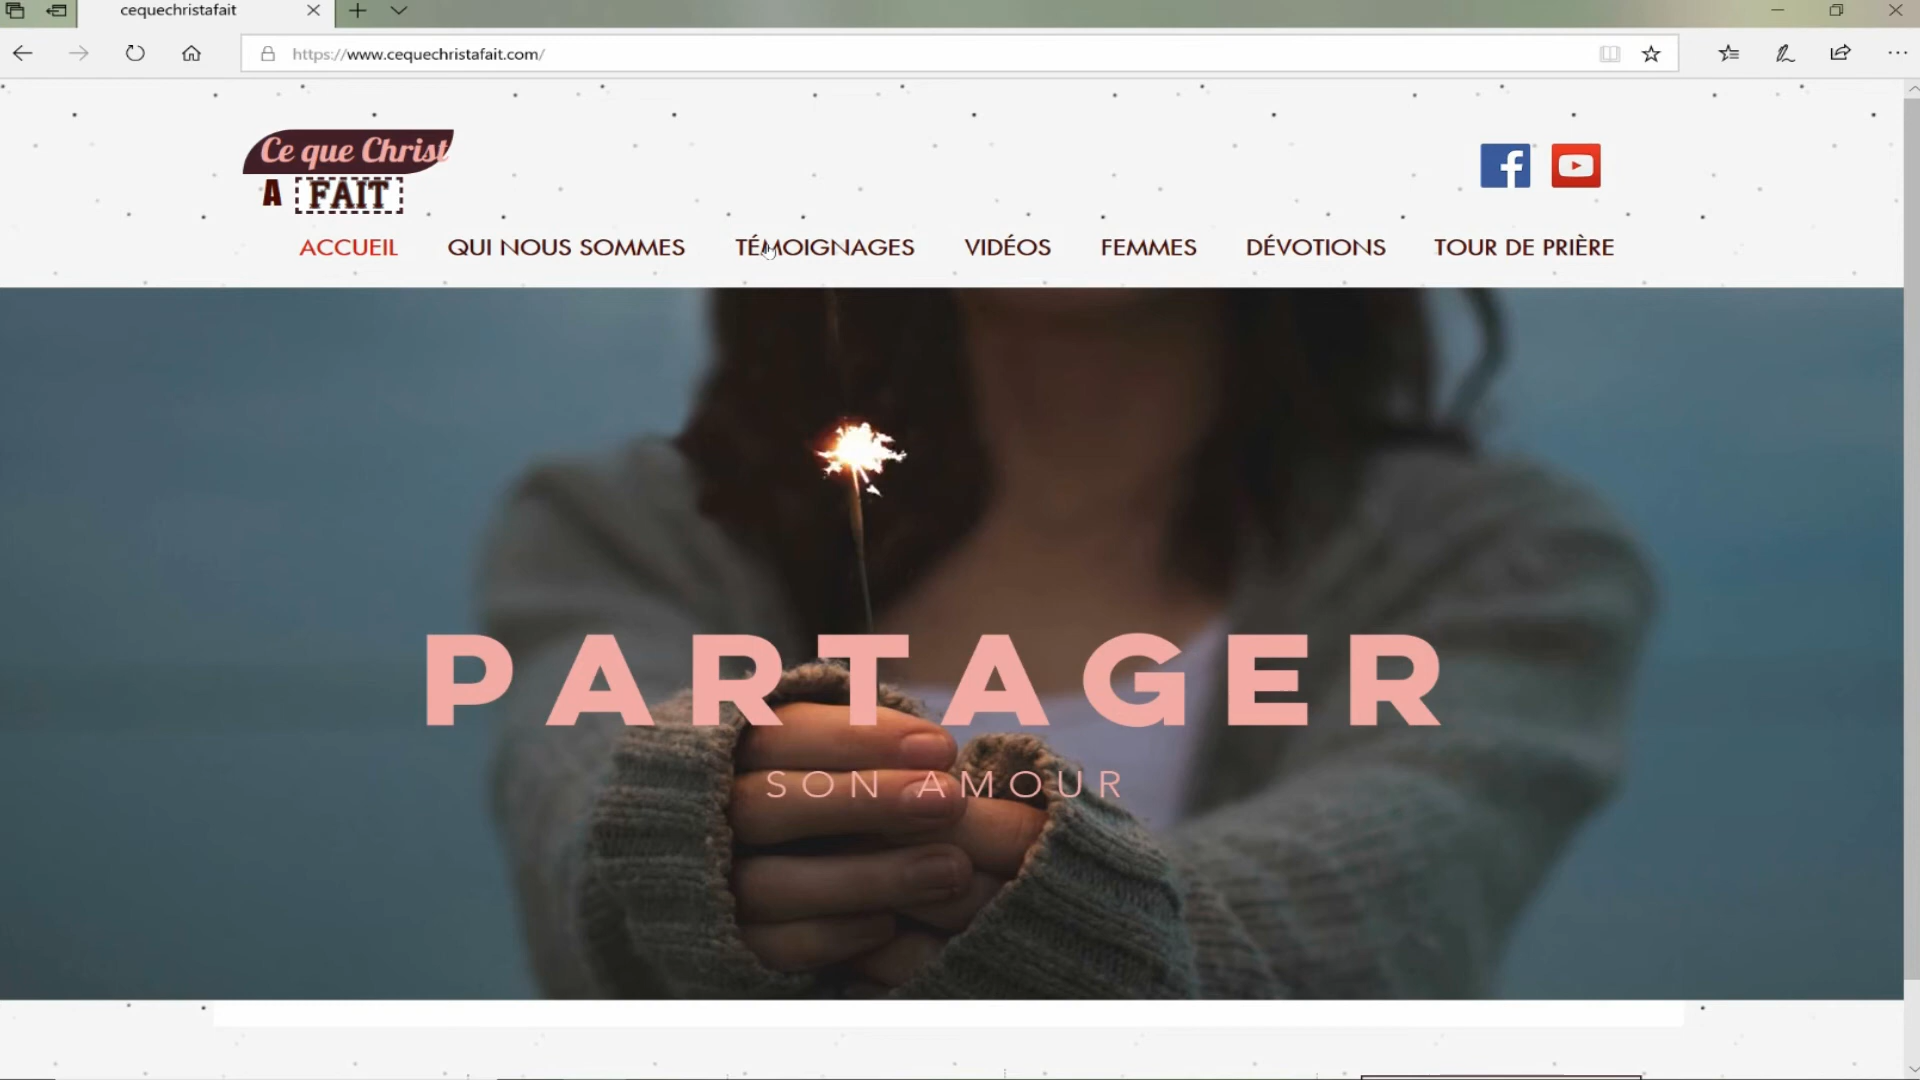 cequechristafait
https://www.cequechristafait.com/
Ce que Christ
A FAIT
ACCUEIL QUI NOUS SOMMES TÉMOIGNAGES VIDÉOS FEMMES DÉVOTIONS TOUR DE PRIÈRE
PARTAGER
SON AMOUR